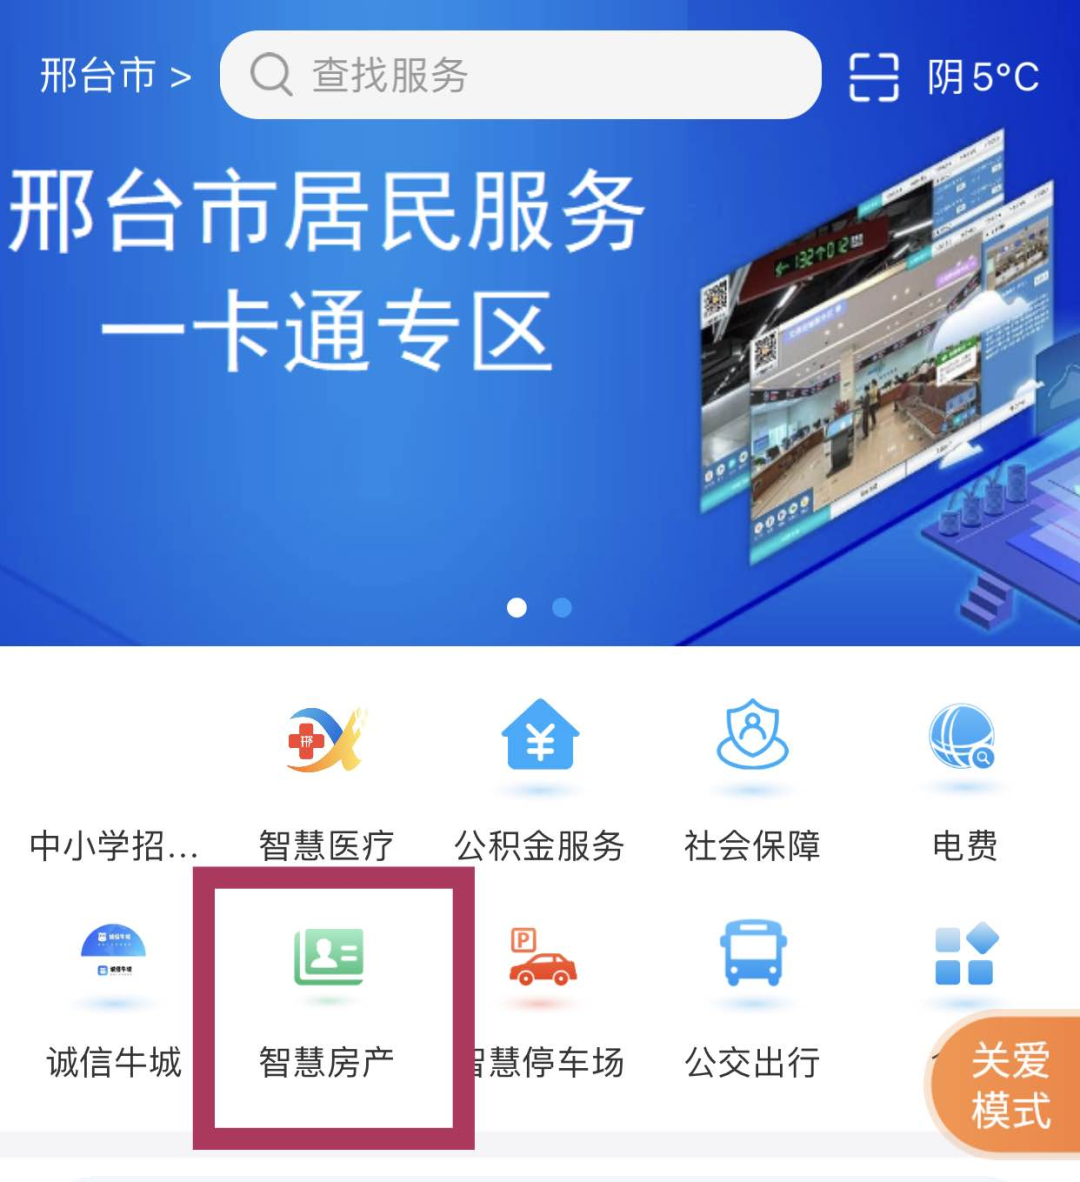 邢台市 >
查找服务
阴 5°C
邢台市居民服务
一卡通专区
中小学招...
智慧医疗
公积金服务
社会保障
电费
诚信牛城
智慧房产
智慧停车场
公交出行
关爱
模式